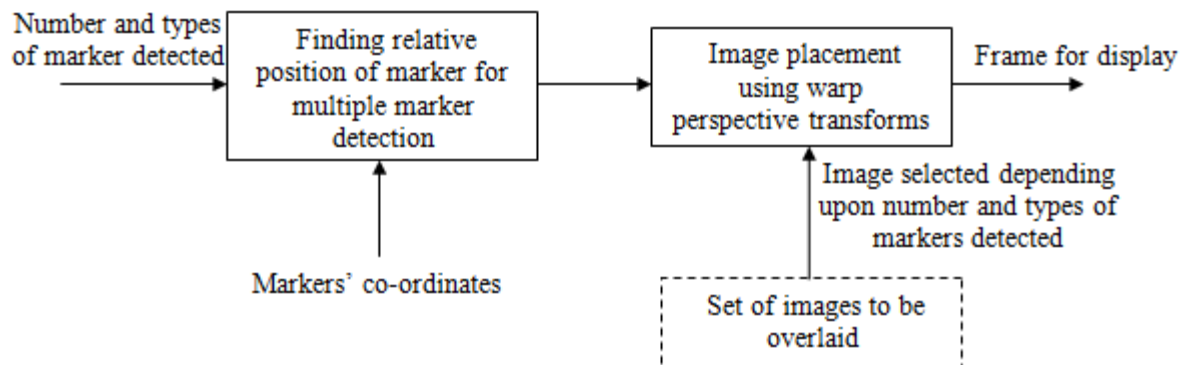 Number and types
of marker detected
Finding relative
position of marker for
multiple marker
detection
Image placement
using warp
perspective transforms
Frame for display
Image selected depending
upon number and types of
markers detected
Markers’ co-ordinates
Set of images to be
overlaid